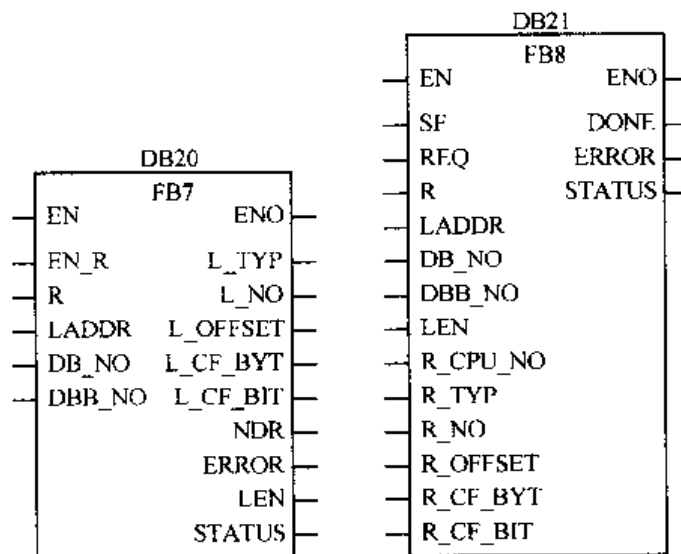 DB20
FB7
EN ENO
EN_R L_TYP
R L_NO
LADDR L_OFFSET
DB_NO L_CF_BYT
DBB_NO L_CF_BIT
NDR
ERROR
LEN
STATUS
DB21
FB8
EN ENO
SF DONE
REQ ERROR
R STATUS
LADDR
DB_NO
DBB_NO
LEN
R_CPU_NO
R_TYP
R_NO
R_OFFSET
R_CF_BYT
R_CF_BIT